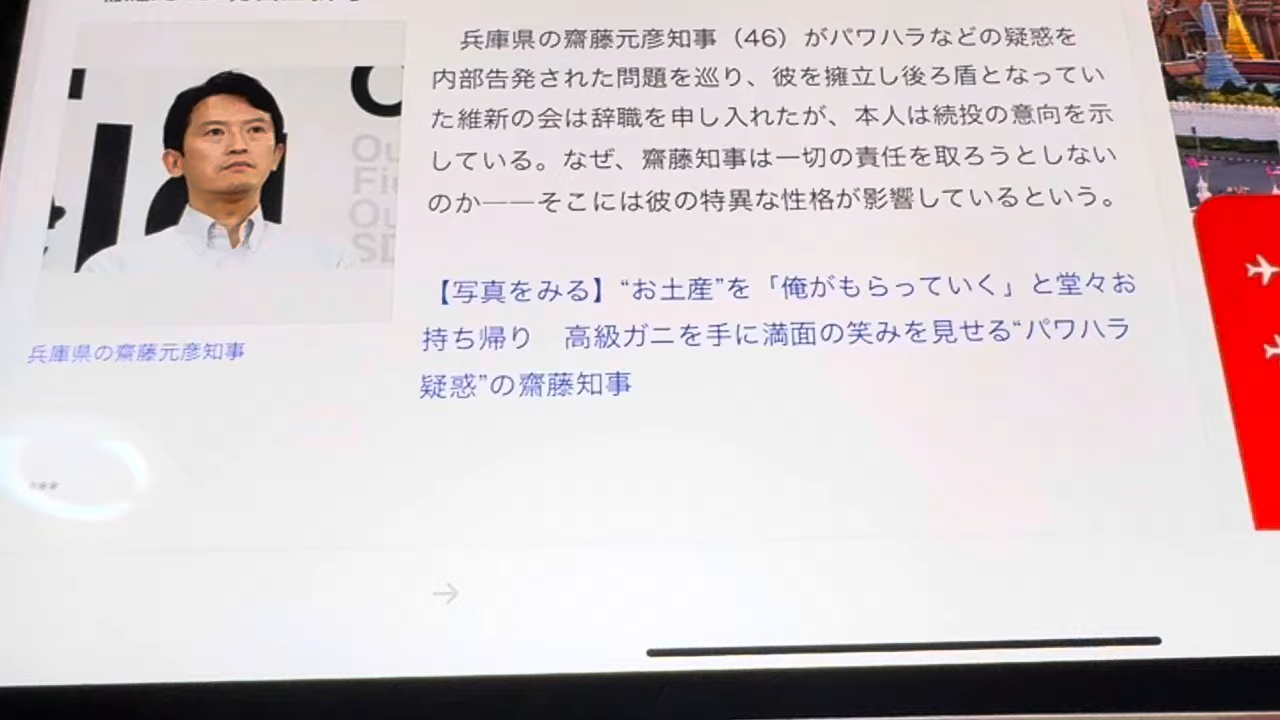 兵庫県の齋藤元彦知事（46）がパワハラなどの疑惑を
内部告発された問題を巡り、彼を擁立し後ろ盾となってい
た維新の会は辞職を申し入れたが、本人は続投の意向を示
している。なぜ、齋藤知事は一切の責任を取ろうとしない
のか――そこには彼の特異な性格が影響しているという。
【写真をみる】“お土産”を「俺がもらっていく」と堂々お
持ち帰り　高級ガニを手に満面の笑みを見せる“パワハラ
疑惑”の齋藤知事
Ou
Fi
Ou
SD
兵庫県の齋藤元彦知事